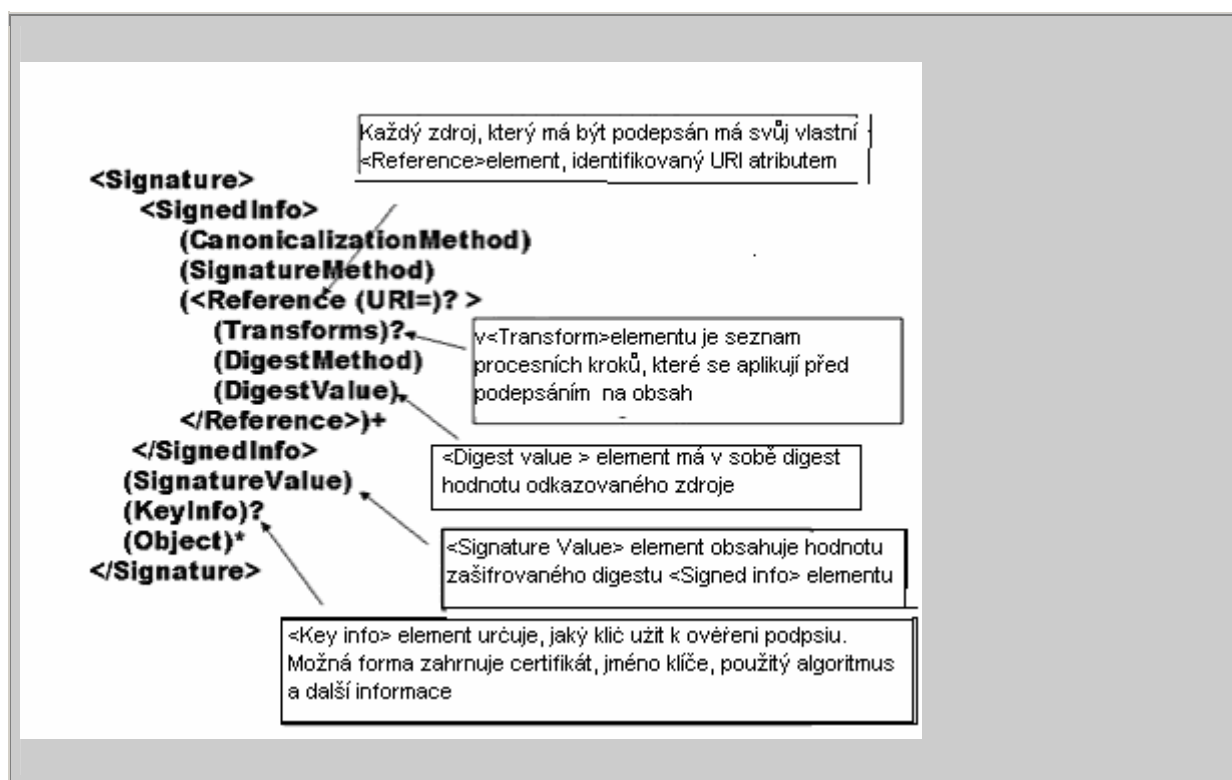 Každý zdroj, který má být podepsán má svůj vlastní
<Reference>element, identifikovaný URI atributem
<Signature>
<SignedInfo>
(CanonicalizationMethod)
(SignatureMethod)
(<Reference (URI=)? >
(Transforms)?
(DigestMethod)
(DigestValue)
</Reference>)+
</SignedInfo>
(SignatureValue)
(KeyInfo)?
(Object)*
</Signature>
v<Transform>elementu je seznam
procesních kroků, které se aplikují před
podepsáním na obsah
<Digest value > element má v sobě digest
hodnotu odkazovaného zdroje
<Signature Value> element obsahuje hodnotu
zašifrovaného digestu <Signed info> elementu
<Key info> element určuje, jaký klíč užít k ověření podpsiu.
Možná forma zahrnuje certifikát, jméno klíče, použitý algoritmus
a další informace